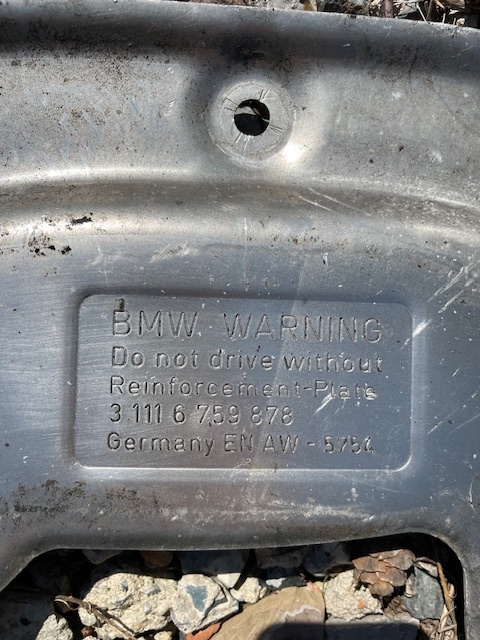 BMW WARNING
Do not drive without
Reinforcement-Plate
3 111 6 759 878
Germany EN AW - 5754